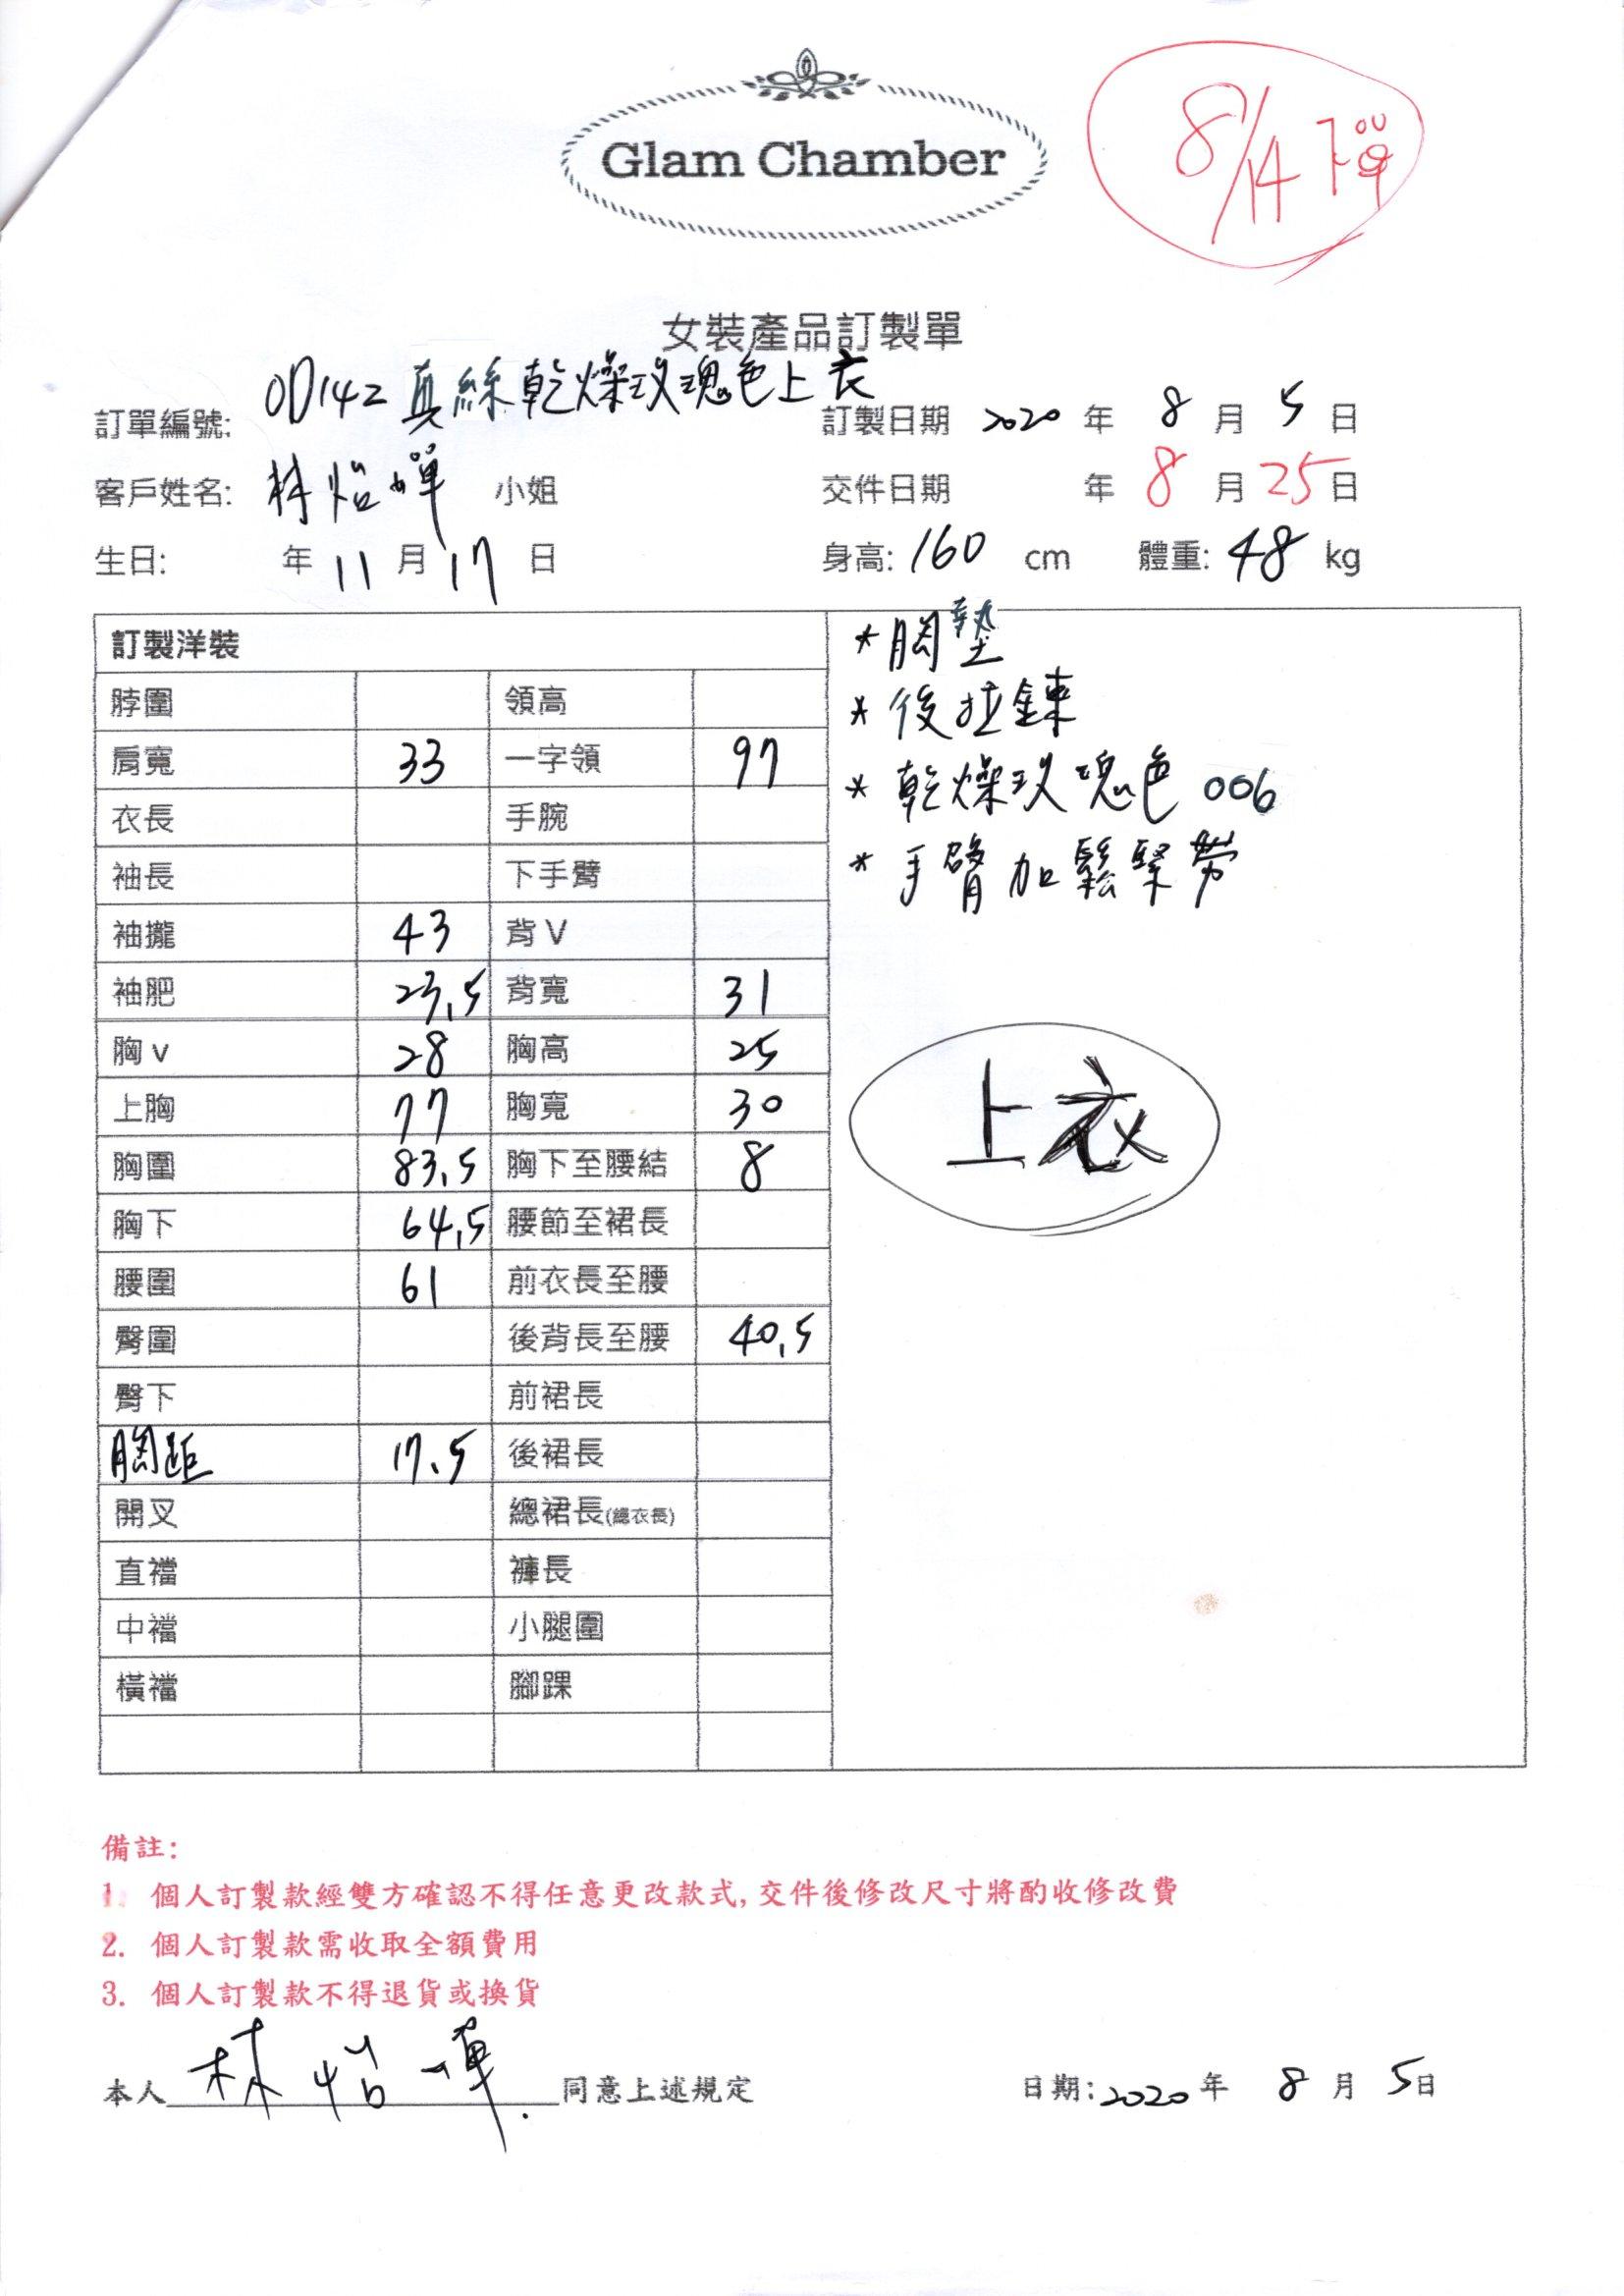 Glam Chamber
8/14 下單
女裝產品訂製單
訂單編號: OD142 真絲乾燥玫瑰色上衣
訂製日期 2020 年 8 月 5 日
客戶姓名: 林怡嬋 小姐
交件日期 年 8 月 25 日
生日: 年 11 月 17 日
身高: 160 cm 體重: 48 kg
訂製洋裝
脖圍 領高
肩寬 33 一字領 97
衣長 手腕
袖長 下手臂
袖攏 43 背 V
袖肥 23.5 背寬 31
胸 v 28 胸高 25
上胸 77 胸寬 30
胸圍 83.5 胸下至腰結 8
胸下 64.5 腰節至裙長
腰圍 61 前衣長至腰
臀圍 後背長至腰 40.5
臀下 前裙長
胸距 17.5 後裙長
開叉 總裙長(總衣長)
直襠 褲長
中襠 小腿圍
橫襠 腳踝
*胸墊
*後拉鍊
*乾燥玫瑰色 006
*手臂加鬆緊帶
上衣
備註:
1. 個人訂製款經雙方確認不得任意更改款式, 交件後修改尺寸將酌收修改費
2. 個人訂製款需收取全額費用
3. 個人訂製款不得退貨或換貨
本人 林怡嬋 同意上述規定
日期: 2020 年 8 月 5 日